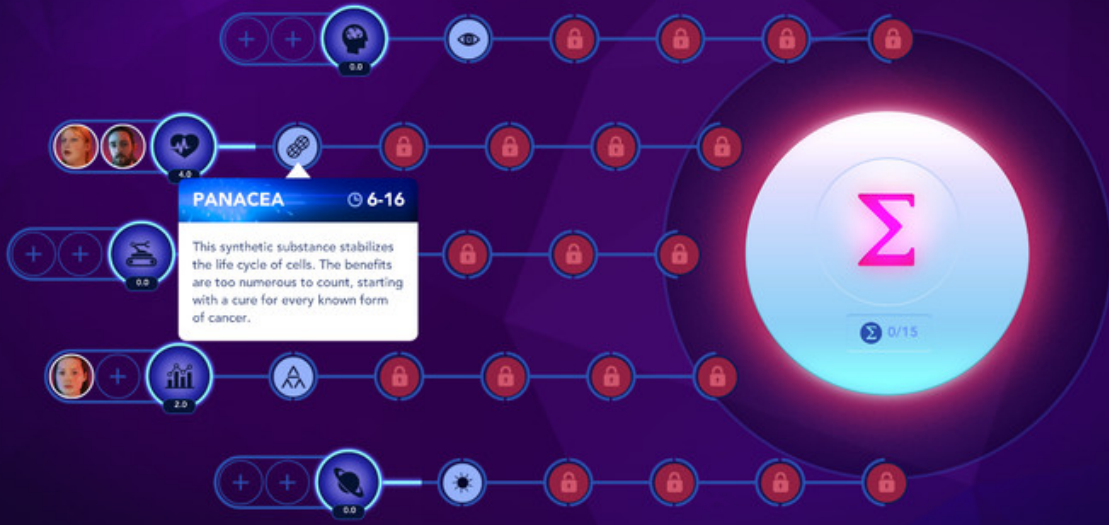 0.0
4.0
PANACEA 6-16
This synthetic substance stabilizes
the life cycle of cells. The benefits
are too numerous to count, starting
with a cure for every known form
of cancer.
0.0
Σ
Σ 0/15
2.0
0.0